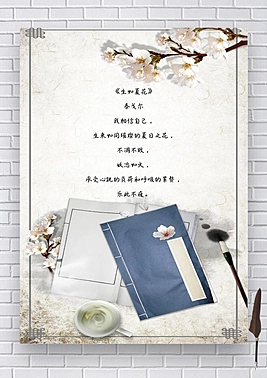 《生如夏花》
泰戈尔
我相信自己，
生来如同璀璨的夏日之花，
不凋不败，
妖冶如火，
承受心跳的负荷和呼吸的累赘，
乐此不疲。